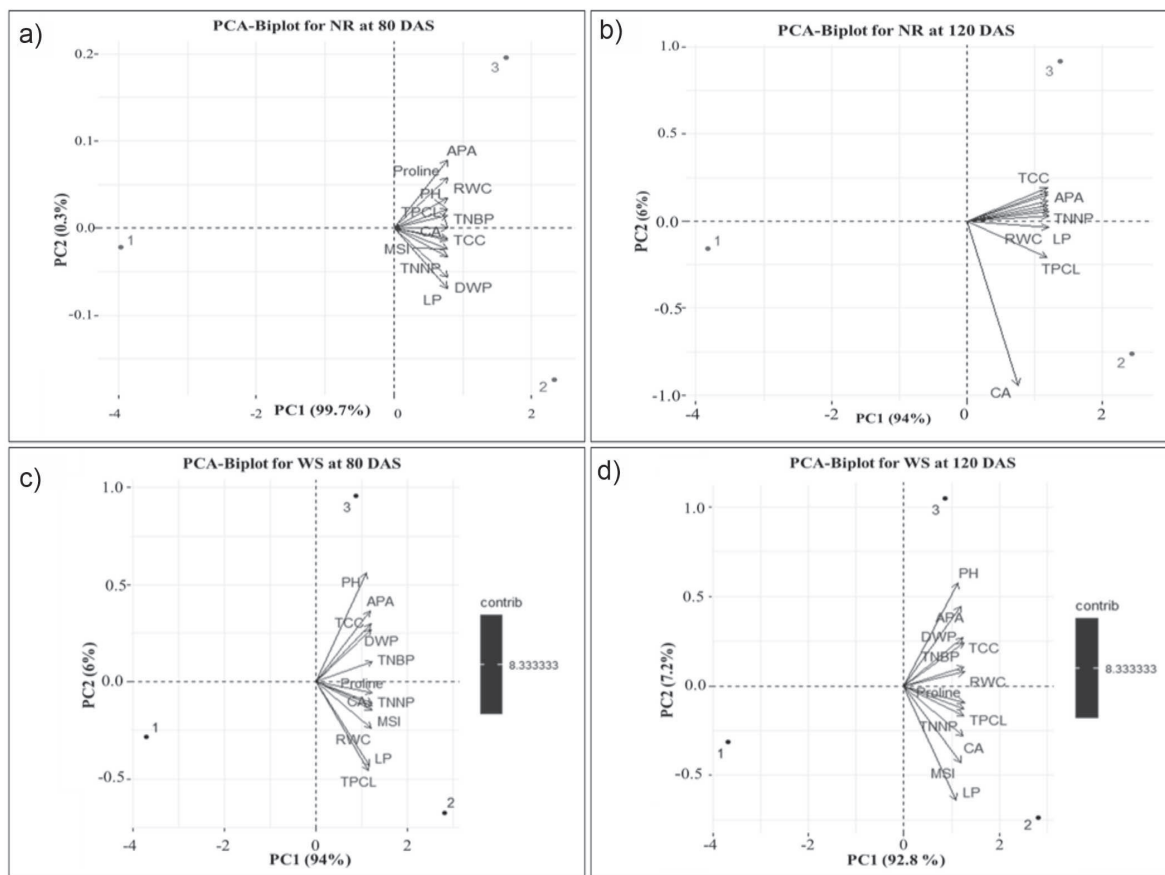 a)
PCA-Biplot for NR at 80 DAS
0.2
0.1
0.0
-0.1
PC2 (0.3%)
3
APA
Proline
RWC
PH
TPCL
TNBP
CA
TCC
MSI
TNNP
DWP
LP
1
2
-4
-2
0
2
PC1 (99.7%)
b)
PCA-Biplot for NR at 120 DAS
1.0
0.5
0.0
-0.5
-1.0
PC2 (6%)
3
TCC
APA
TNNP
RWC
LP
TPCL
1
2
CA
-4
-2
0
2
PC1 (94%)
c)
PCA-Biplot for WS at 80 DAS
1.0
0.5
0.0
-0.5
PC2 (6%)
3
PH
APA
TCC
DWP
TNBP
Proline
CA
TNNP
MSI
RWC
LP
TPCL
1
2
-4
-2
0
2
PC1 (94%)
contrib
8.333333
d)
PCA-Biplot for WS at 120 DAS
1.0
0.5
0.0
-0.5
PC2 (7.2%)
3
PH
APA
DWP
TCC
TNBP
RWC
Proline
TPCL
TNNP
CA
MSI
LP
1
2
-4
-2
0
2
PC1 (92.8 %)
contrib
8.333333